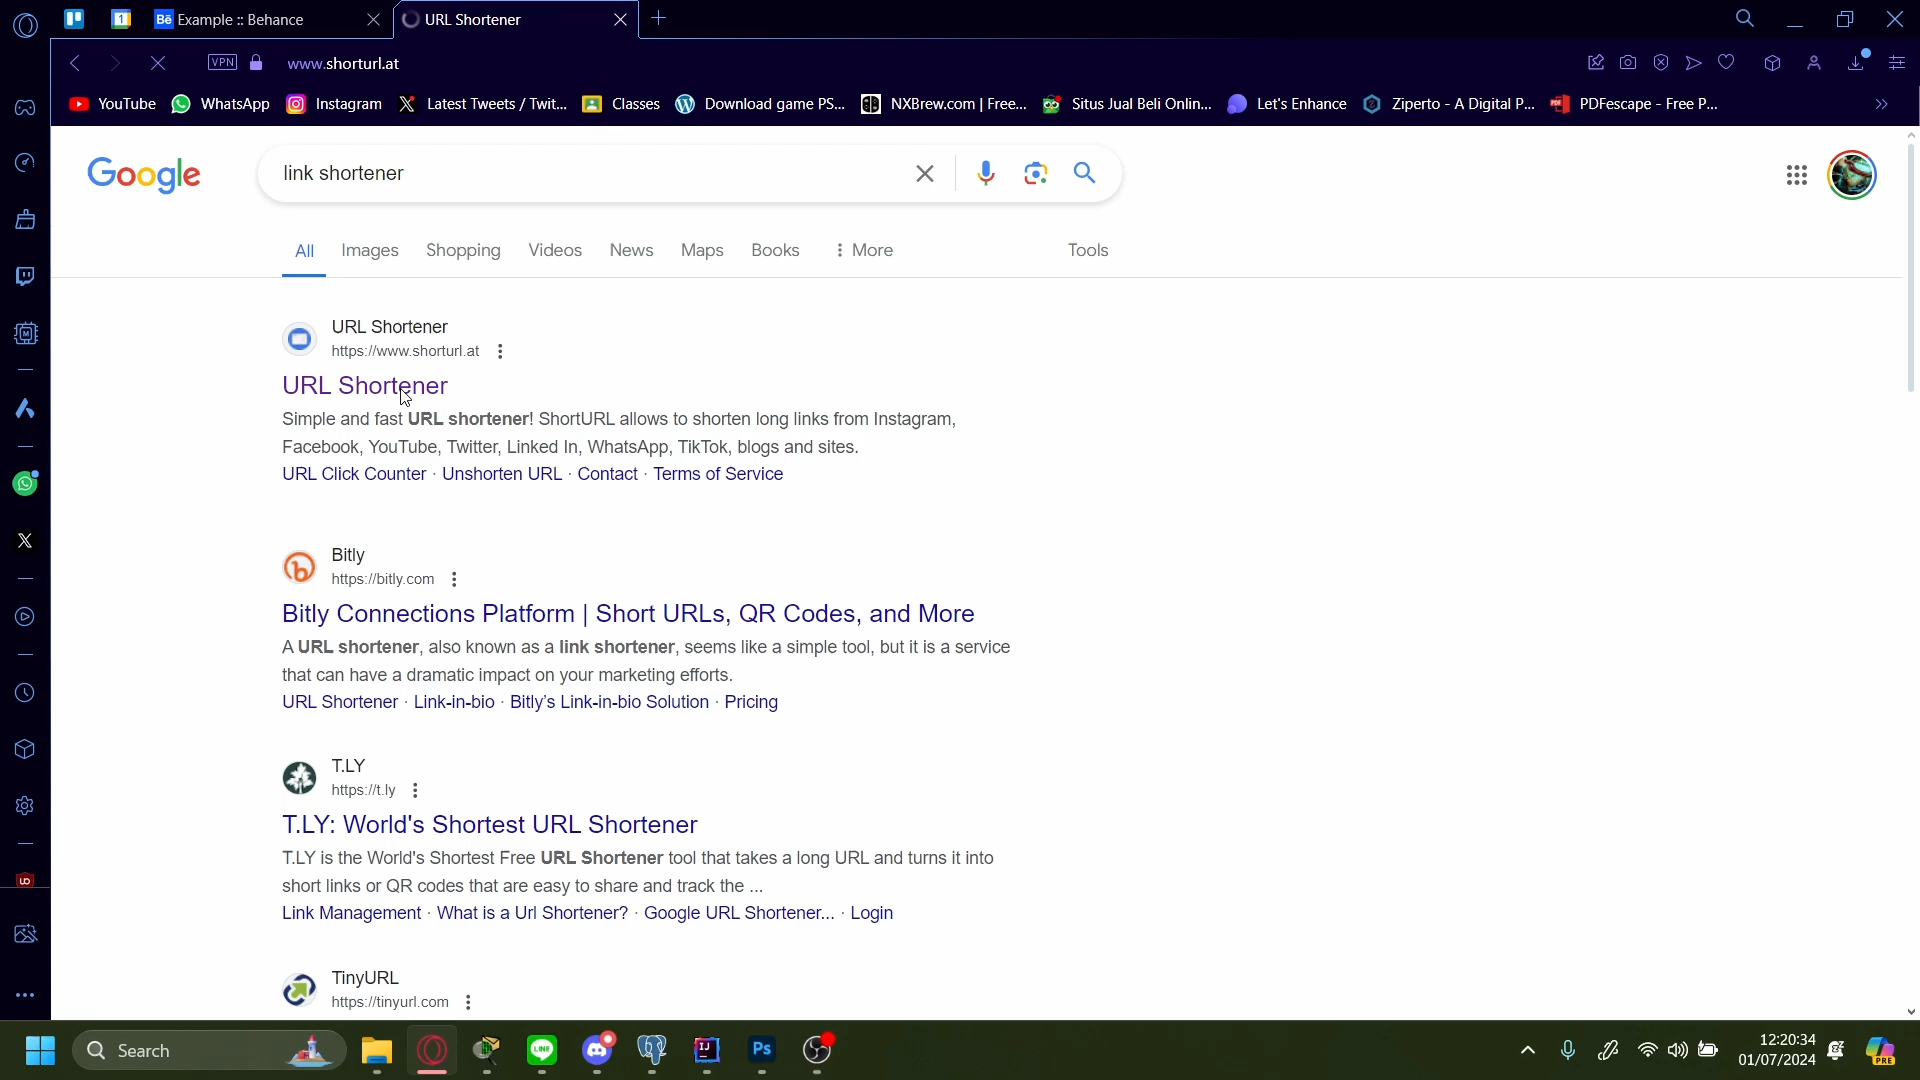 Example :: Behance
URL Shortener
VPN
www.shorturl.at
YouTube
WhatsApp
Instagram
Latest Tweets / Twit...
Classes
Download game PS...
NXBrew.com | Free...
Situs Jual Beli Onlin...
Let's Enhance
Ziperto - A Digital P...
PDFescape - Free P...
Google
link shortener
All
Images
Shopping
Videos
News
Maps
Books
More
Tools
URL Shortener
https://www.shorturl.at
URL Shortener
Simple and fast URL shortener! ShortURL allows to shorten long links from Instagram,
Facebook, YouTube, Twitter, Linked In, WhatsApp, TikTok, blogs and sites.
URL Click Counter · Unshorten URL · Contact · Terms of Service
Bitly
https://bitly.com
Bitly Connections Platform | Short URLs, QR Codes, and More
A URL shortener, also known as a link shortener, seems like a simple tool, but it is a service
that can have a dramatic impact on your marketing efforts.
URL Shortener · Link-in-bio · Bitly's Link-in-bio Solution · Pricing
T.LY
https://t.ly
T.LY: World's Shortest URL Shortener
T.LY is the World's Shortest Free URL Shortener tool that takes a long URL and turns it into
short links or QR codes that are easy to share and track the ...
Link Management · What is a Url Shortener? · Google URL Shortener... · Login
TinyURL
https://tinyurl.com
Search
12:20:34
01/07/2024